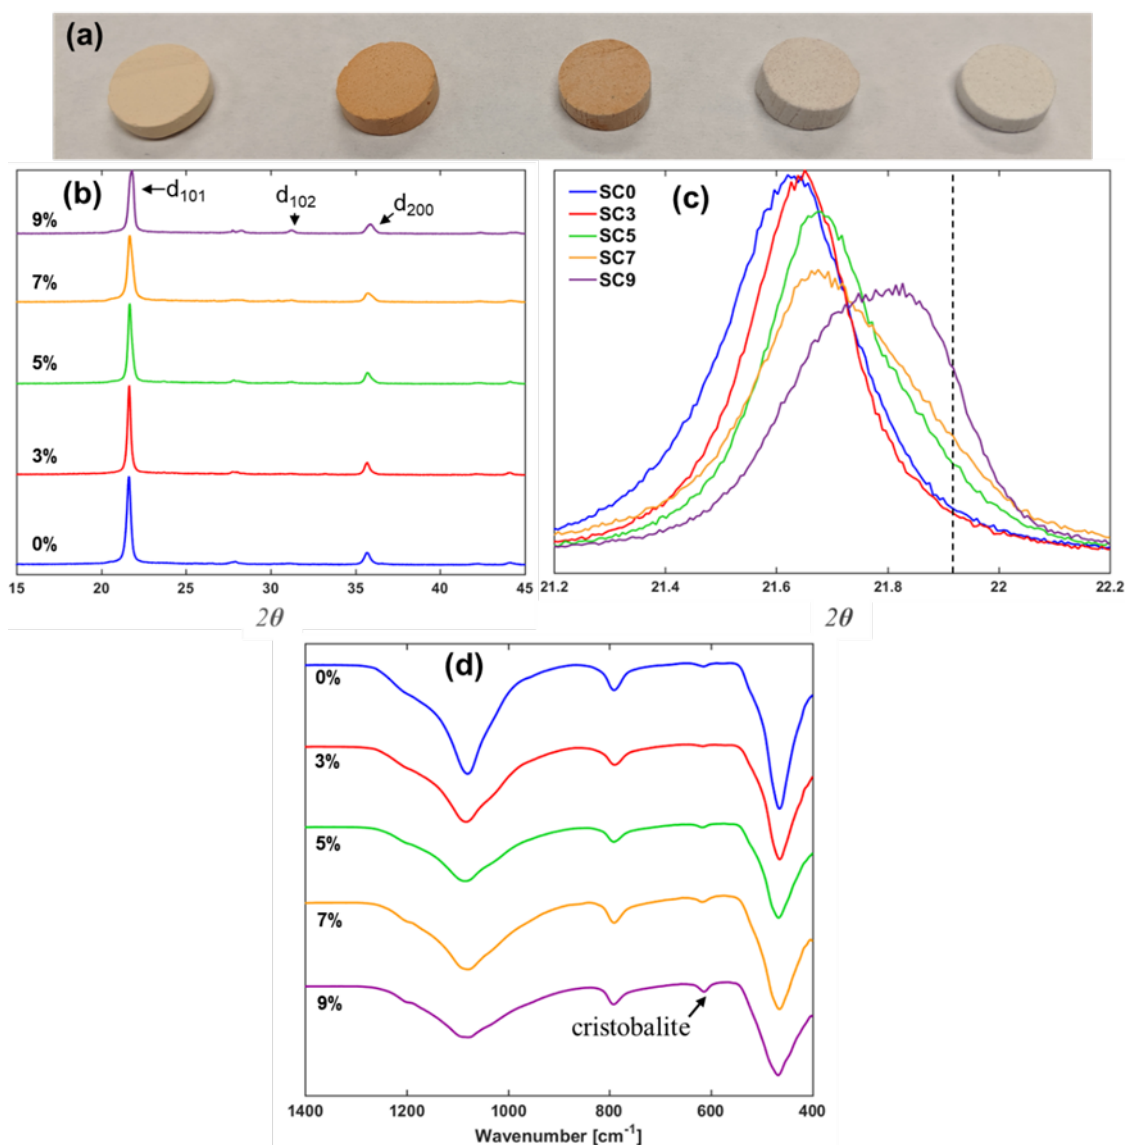 (a)
(b)
d101
d102
d200
9%
7%
5%
3%
0%
15 20 25 30 35 40 45
2θ
(c)
SC0
SC3
SC5
SC7
SC9
21.2 21.4 21.6 21.8 22 22.2
2θ
(d)
0%
3%
5%
7%
9%
cristobalite
1400 1200 1000 800 600 400
Wavenumber [cm-1]